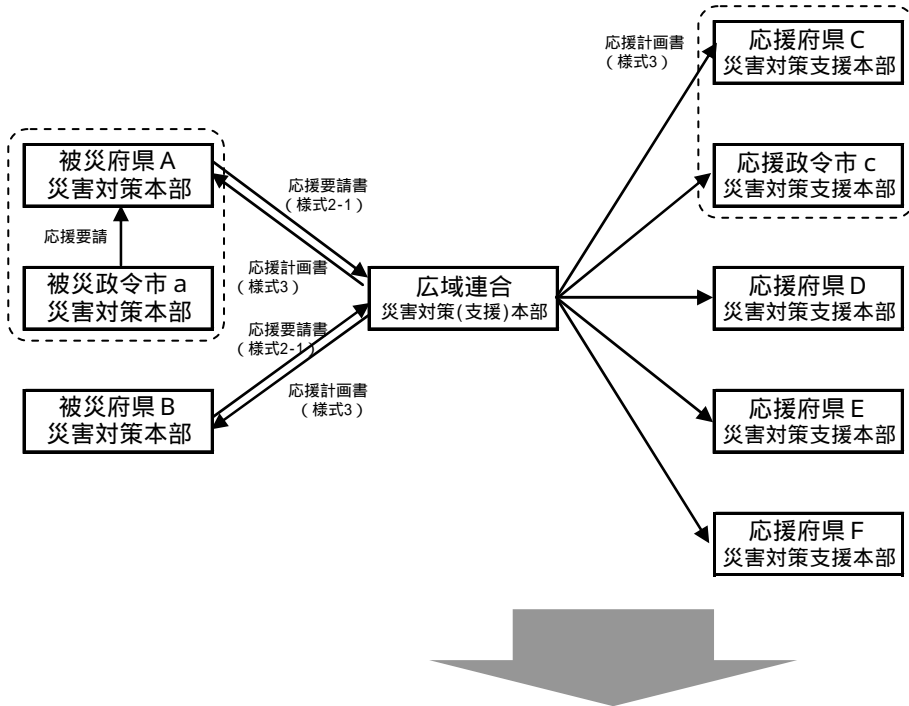 被災府県A
災害対策本部
応援要請
被災政令市a
災害対策本部
被災府県B
災害対策本部
応援要請書
(様式2-1)
応援計画書
(様式3)
応援要請書
(様式2-1)
応援計画書
(様式3)
広域連合
災害対策(支援)本部
応援計画書
(様式3)
応援府県C
災害対策支援本部
応援政令市c
災害対策支援本部
応援府県D
災害対策支援本部
応援府県E
災害対策支援本部
応援府県F
災害対策支援本部